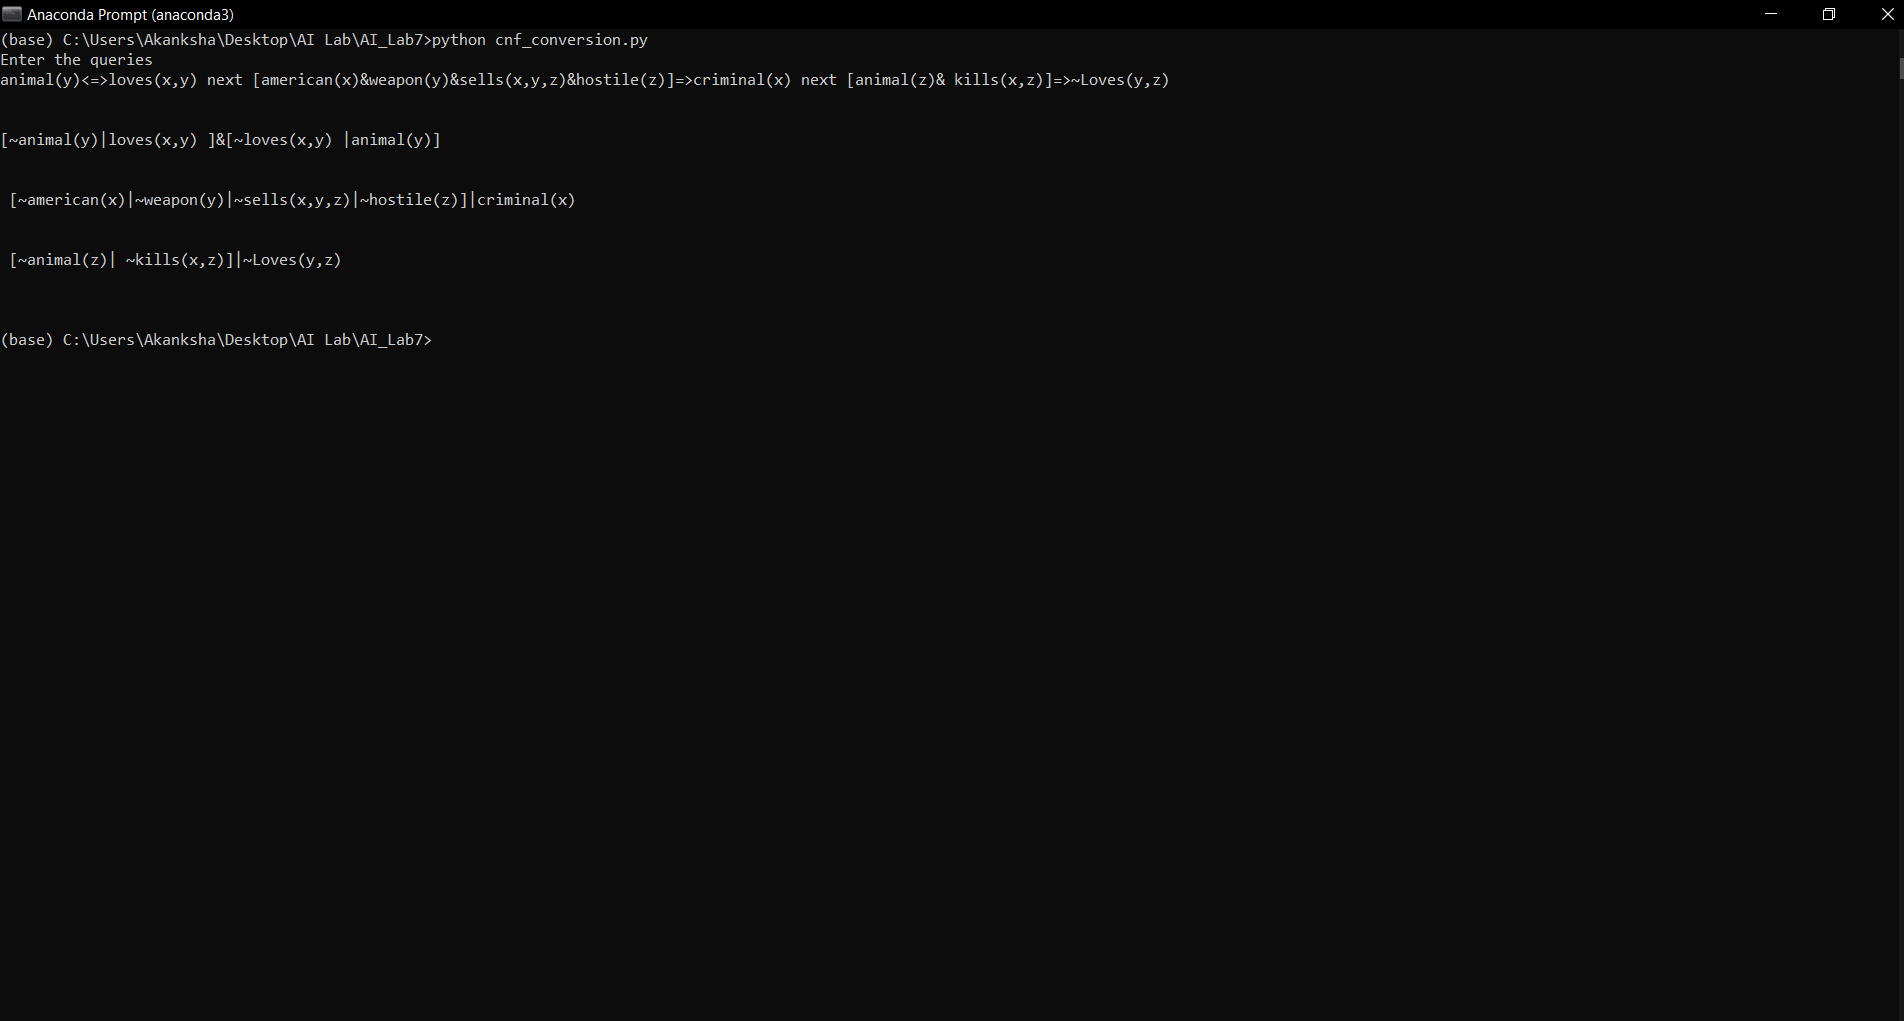 Anaconda Prompt (anaconda3)
(base) C:\Users\Akanksha\Desktop\AI Lab\AI_Lab7>python cnf_conversion.py
Enter the queries
animal(y)<=>loves(x,y) next [american(x)&weapon(y)&sells(x,y,z)&hostile(z)]=>criminal(x) next [animal(z)& kills(x,z)]=>~Loves(y,z)
[~animal(y)|loves(x,y) ]&[~loves(x,y) |animal(y)]
[~american(x)|~weapon(y)|~sells(x,y,z)|~hostile(z)]|criminal(x)
[~animal(z)| ~kills(x,z)]|~Loves(y,z)
(base) C:\Users\Akanksha\Desktop\AI Lab\AI_Lab7>